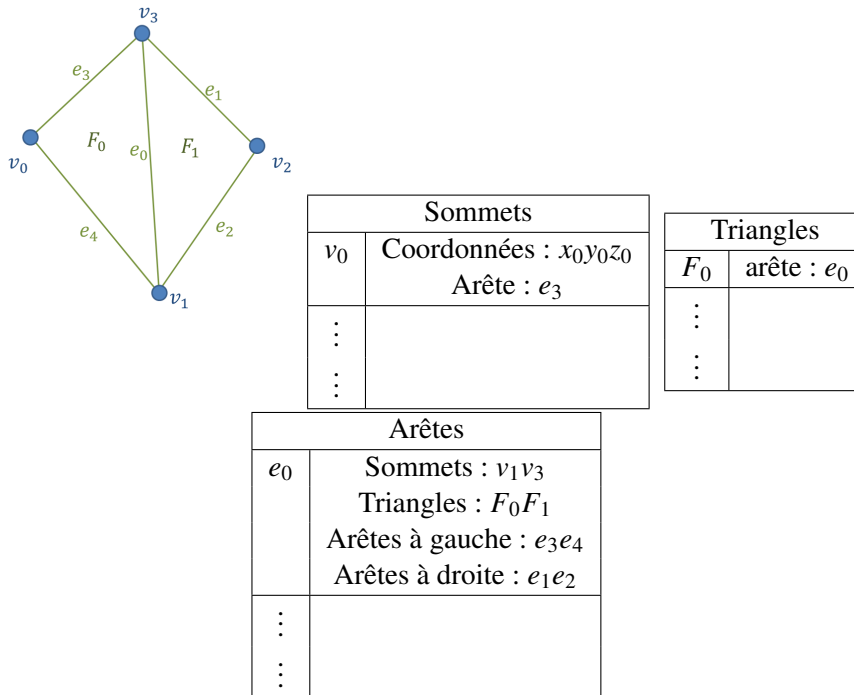 v₃
e₃
e₁
F₀
e₀
F₁
v₀
v₂
e₄
e₂
v₁
Sommets
v₀ Coordonnées : x₀y₀z₀
Arête : e₃
⋮
⋮
Triangles
F₀ arête : e₀
⋮
⋮
Arêtes
e₀ Sommets : v₁v₃
Triangles : F₀F₁
Arêtes à gauche : e₃e₄
Arêtes à droite : e₁e₂
⋮
⋮